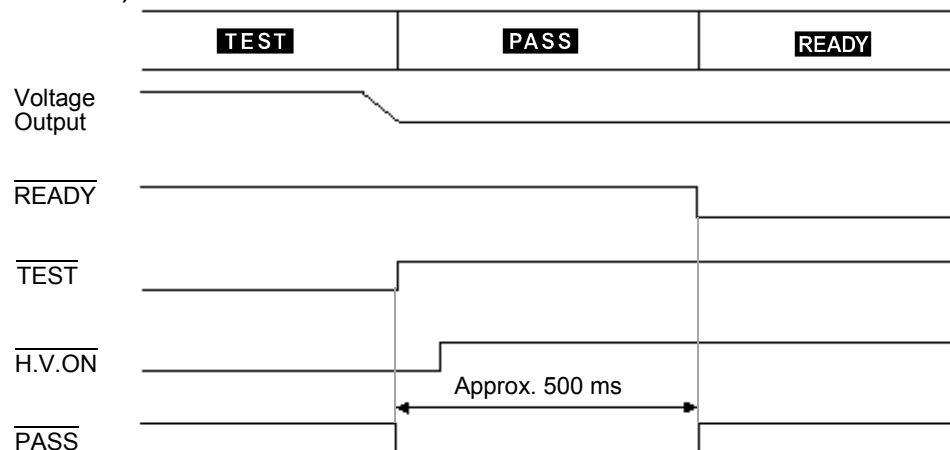 TEST PASS READY
Voltage
Output
READY
TEST
H.V.ON
Approx. 500 ms
PASS